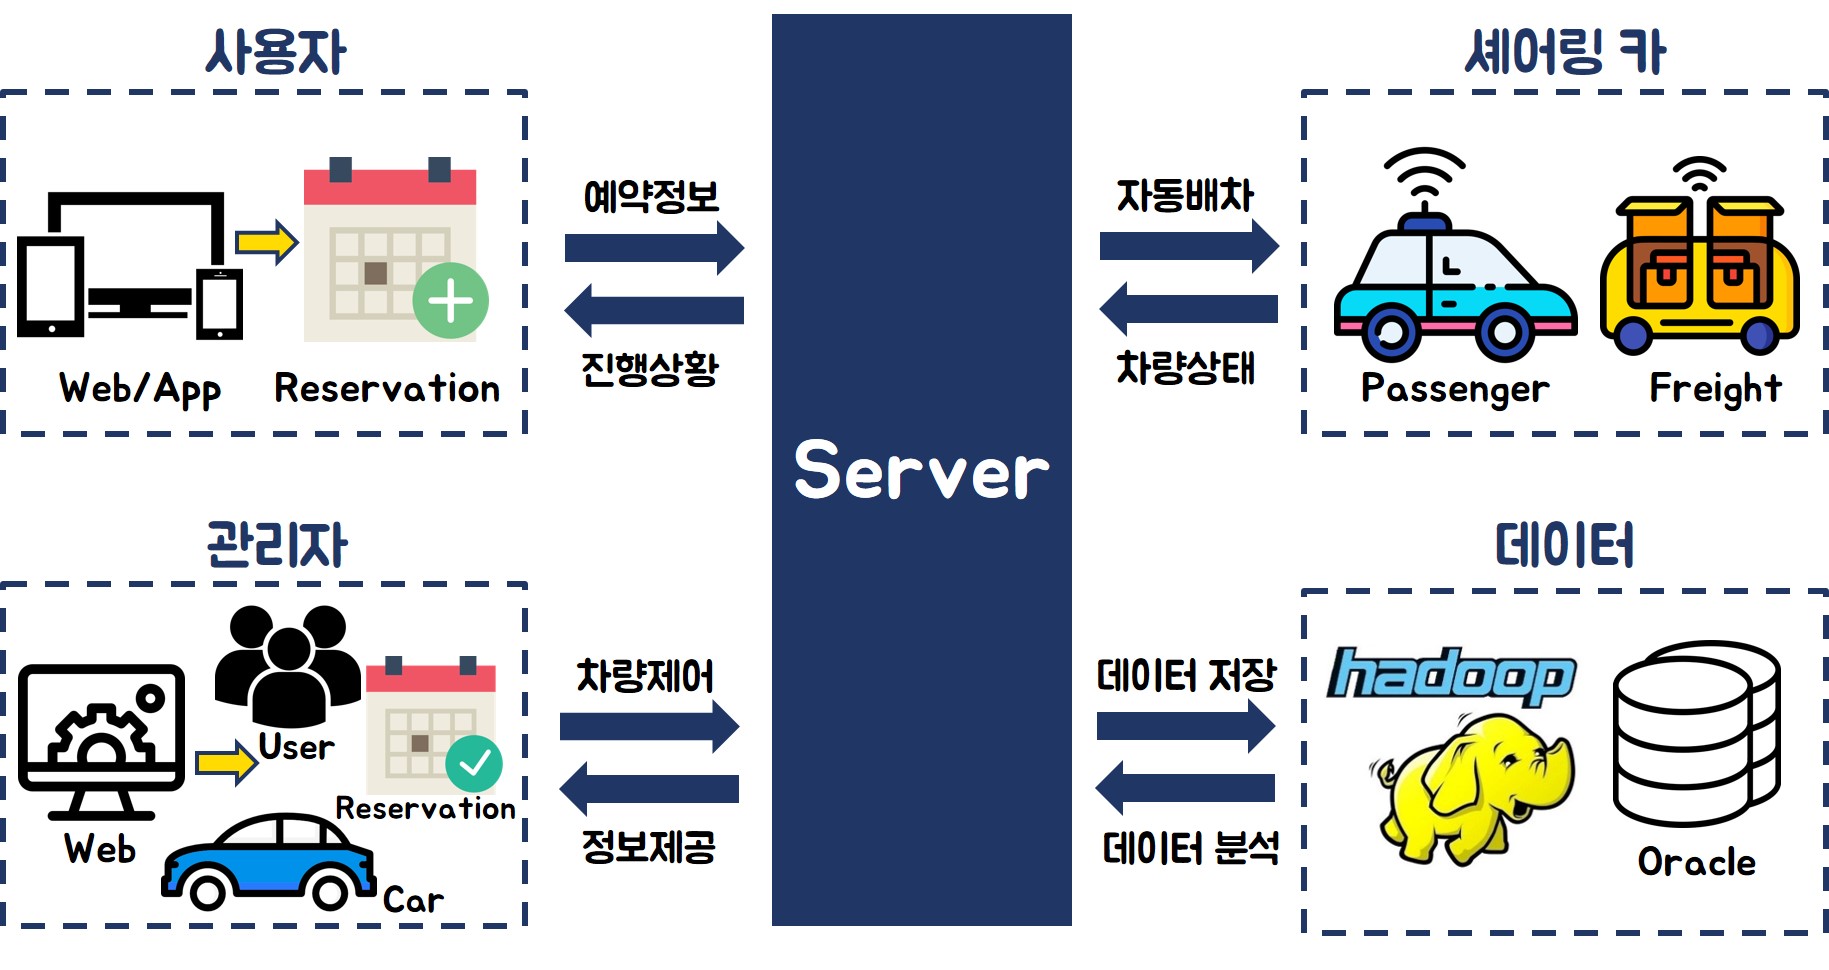 사용자
Web/App
Reservation
예약정보
진행상황
Server
셰어링 카
자동배차
차량상태
Passenger
Freight
관리자
User
Reservation
Web
Car
차량제어
정보제공
데이터
데이터 저장
데이터 분석
hadoop
Oracle